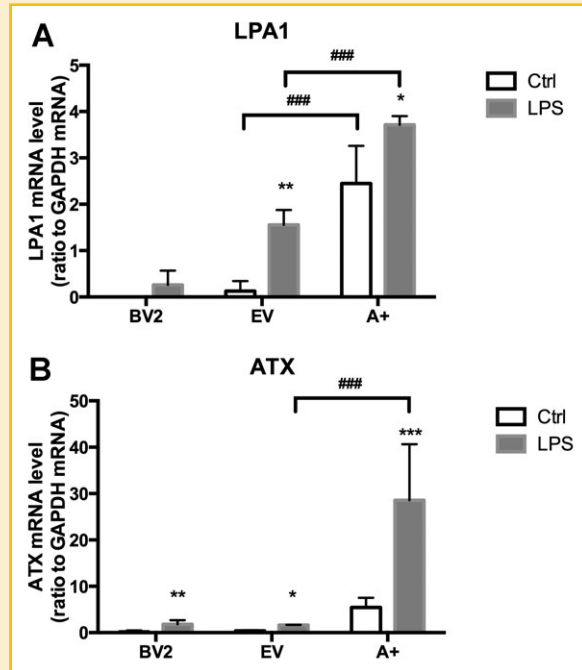 A
LPA1
LPA1 mRNA level
(ratio to GAPDH mRNA)
5
4
3
2
1
0
###
###
**
*
Ctrl
LPS
BV2
EV
A+
B
ATX
ATX mRNA level
(ratio to GAPDH mRNA)
50
40
30
20
10
0
###
***
**
*
Ctrl
LPS
BV2
EV
A+